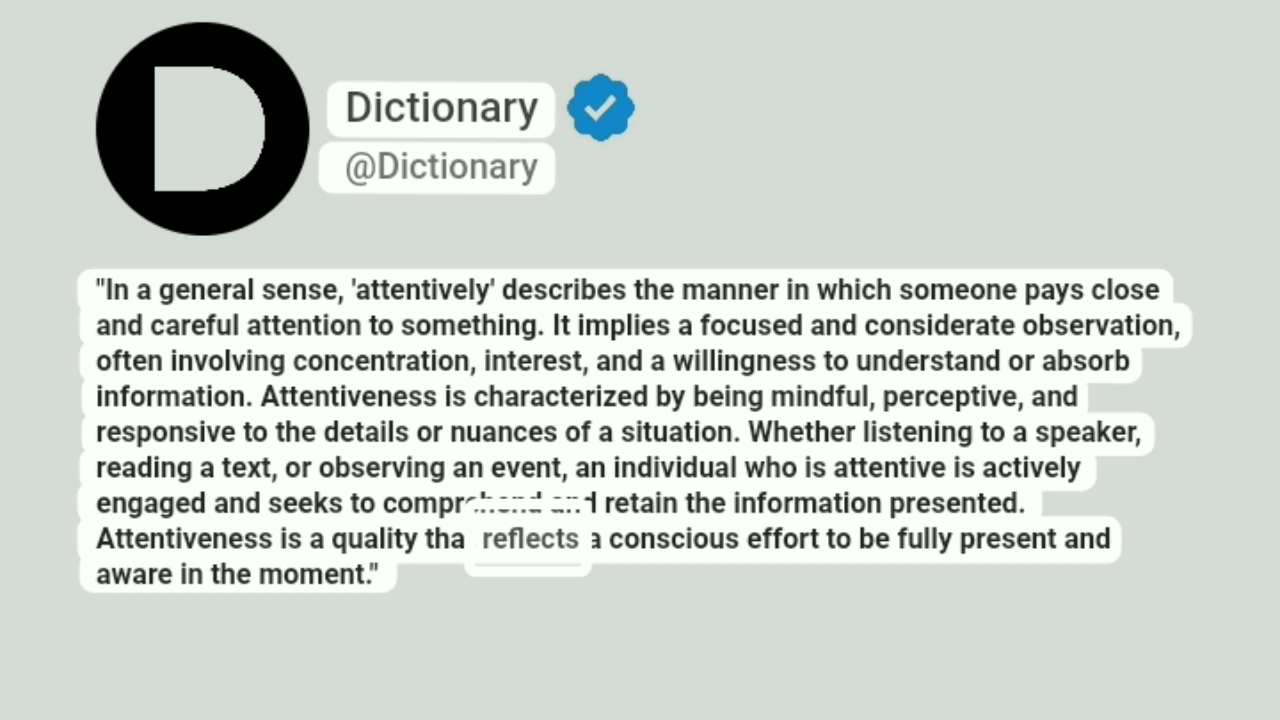 D
Dictionary
@Dictionary
"In a general sense, 'attentively' describes the manner in which someone pays close
and careful attention to something. It implies a focused and considerate observation,
often involving concentration, interest, and a willingness to understand or absorb
information. Attentiveness is characterized by being mindful, perceptive, and
responsive to the details or nuances of a situation. Whether listening to a speaker,
reading a text, or observing an event, an individual who is attentive is actively
engaged and seeks to comprehend and retain the information presented.
Attentiveness is a quality tha reflects a conscious effort to be fully present and
aware in the moment."